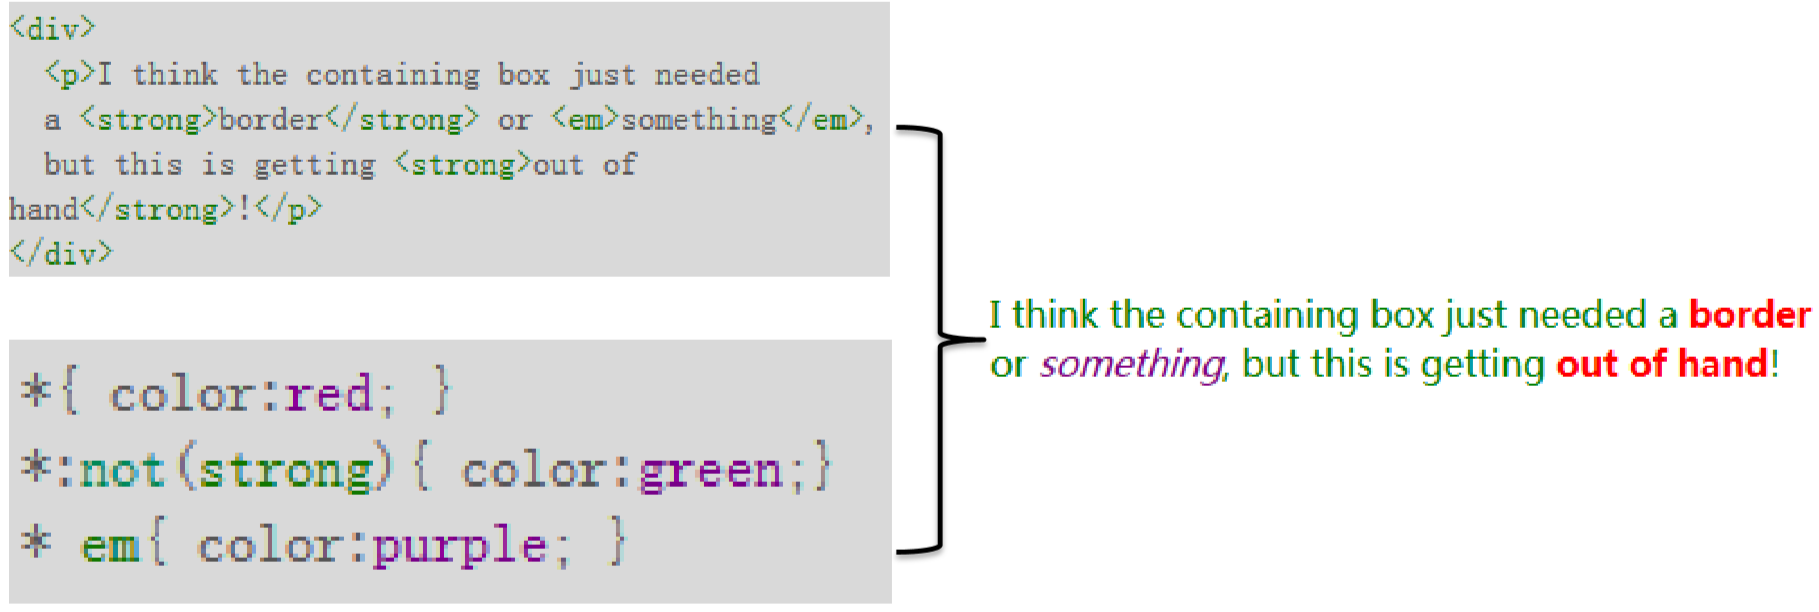 <div>
  <p>I think the containing box just needed
  a <strong>border</strong> or <em>something</em>,
  but this is getting <strong>out of
hand</strong>!</p>
</div>
*{ color:red; }
*:not(strong){ color:green;}
* em{ color:purple; }
I think the containing box just needed a border
or something, but this is getting out of hand!